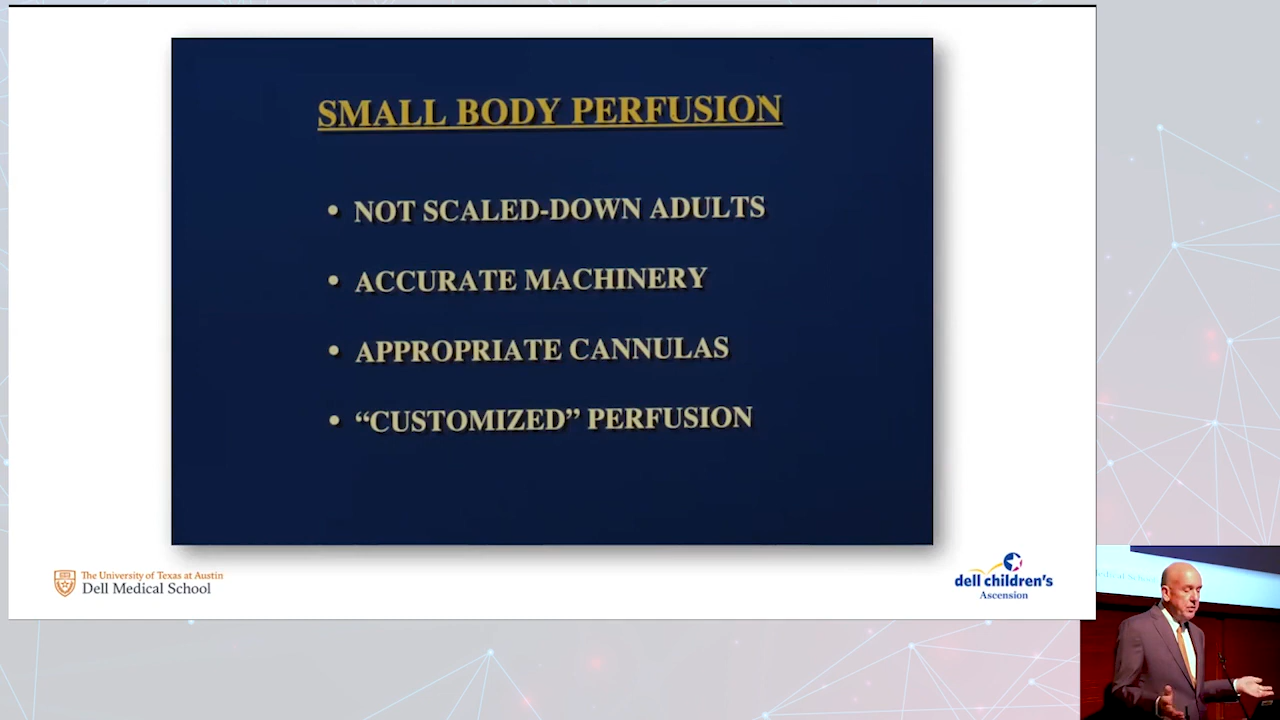 SMALL BODY PERFUSION
• NOT SCALED-DOWN ADULTS
• ACCURATE MACHINERY
• APPROPRIATE CANNULAS
• “CUSTOMIZED” PERFUSION
The University of Texas at Austin
Dell Medical School
dell children's
Ascension